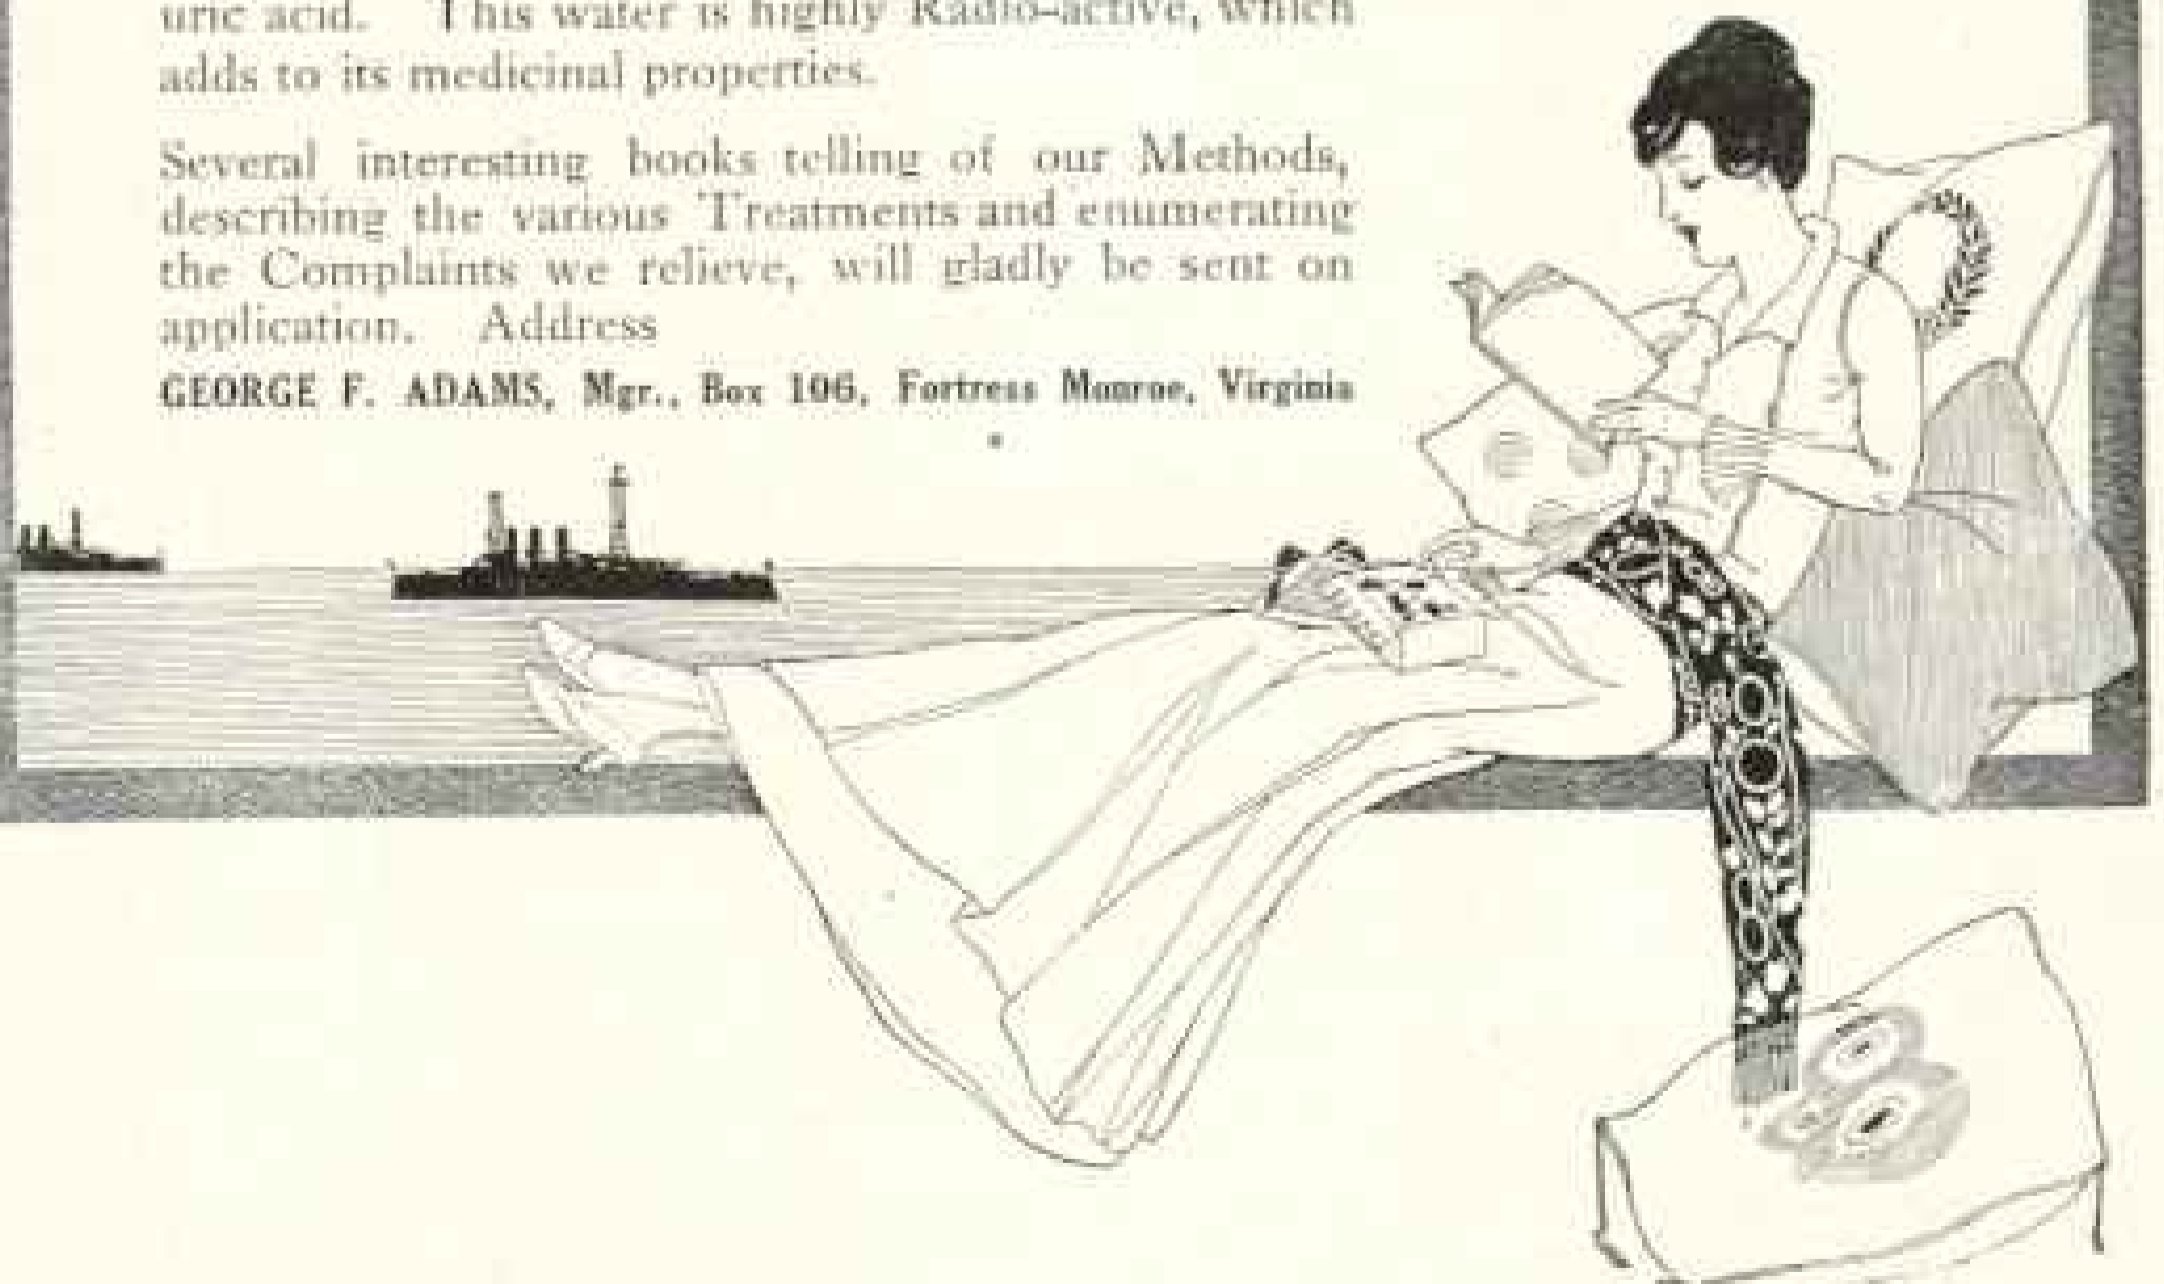 uric acid. This water is highly Radio-active, which
adds to its medicinal properties.
Several interesting books telling of our Methods,
describing the various Treatments and enumerating
the Complaints we relieve, will gladly be sent on
application. Address
GEORGE F. ADAMS, Mgr., Box 106, Fortress Monroe, Virginia